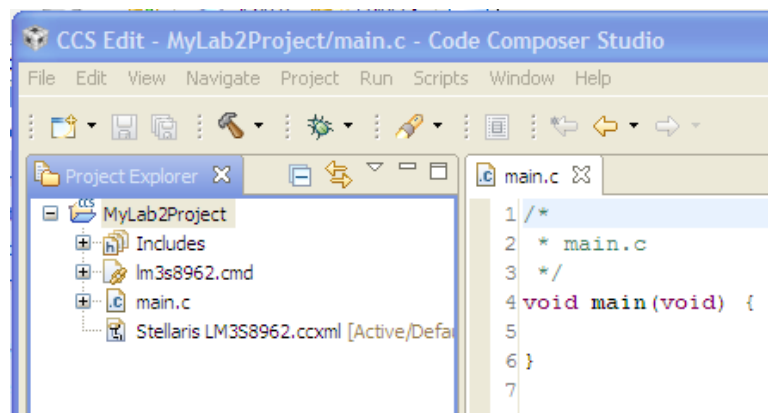 CCS Edit - MyLab2Project/main.c - Code Composer Studio
File Edit View Navigate Project Run Scripts Window Help
Project Explorer
main.c
CCS
MyLab2Project
Includes
lm3s8962.cmd
.c main.c
Stellaris LM3S8962.ccxml [Active/Defau
1 /*
2  * main.c
3  */
4 void main(void) {
5
6 }
7